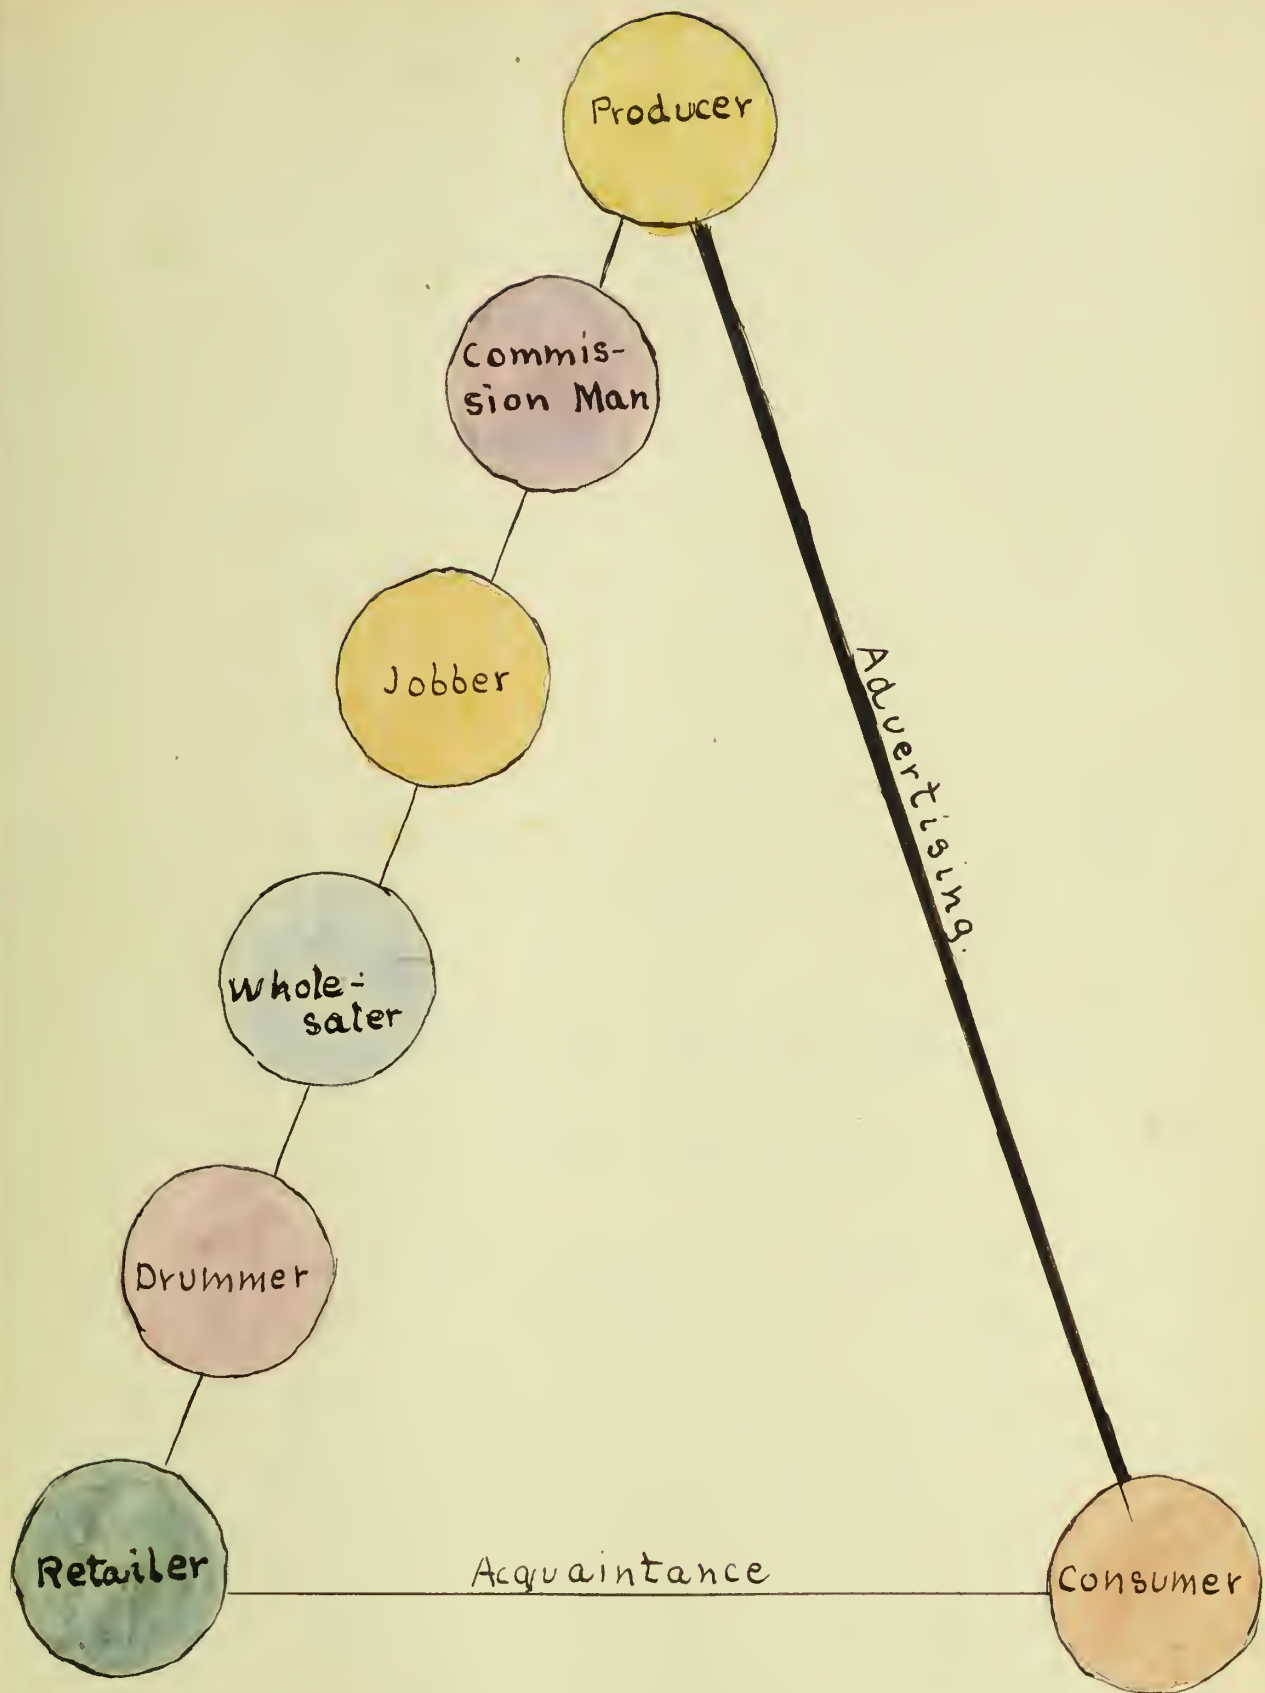 Producer
Commis-
sion Man
Jobber
Advertising.
Whole-
saler
Drummer
Retailer
Acquaintance
Consumer